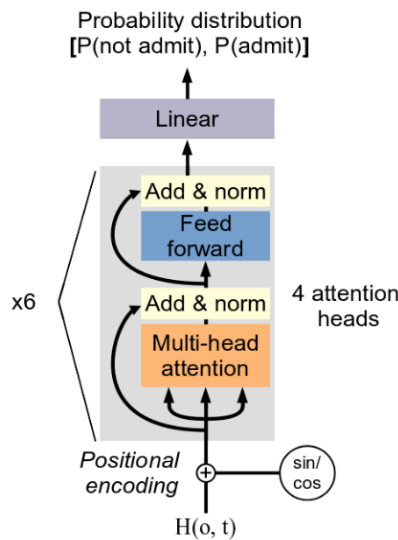 Probability distribution
[P(not admit), P(admit)]
Linear
Add & norm
Feed
forward
x6
Add & norm
4 attention
heads
Multi-head
attention
Positional
encoding
+
sin/
cos
H(o, t)